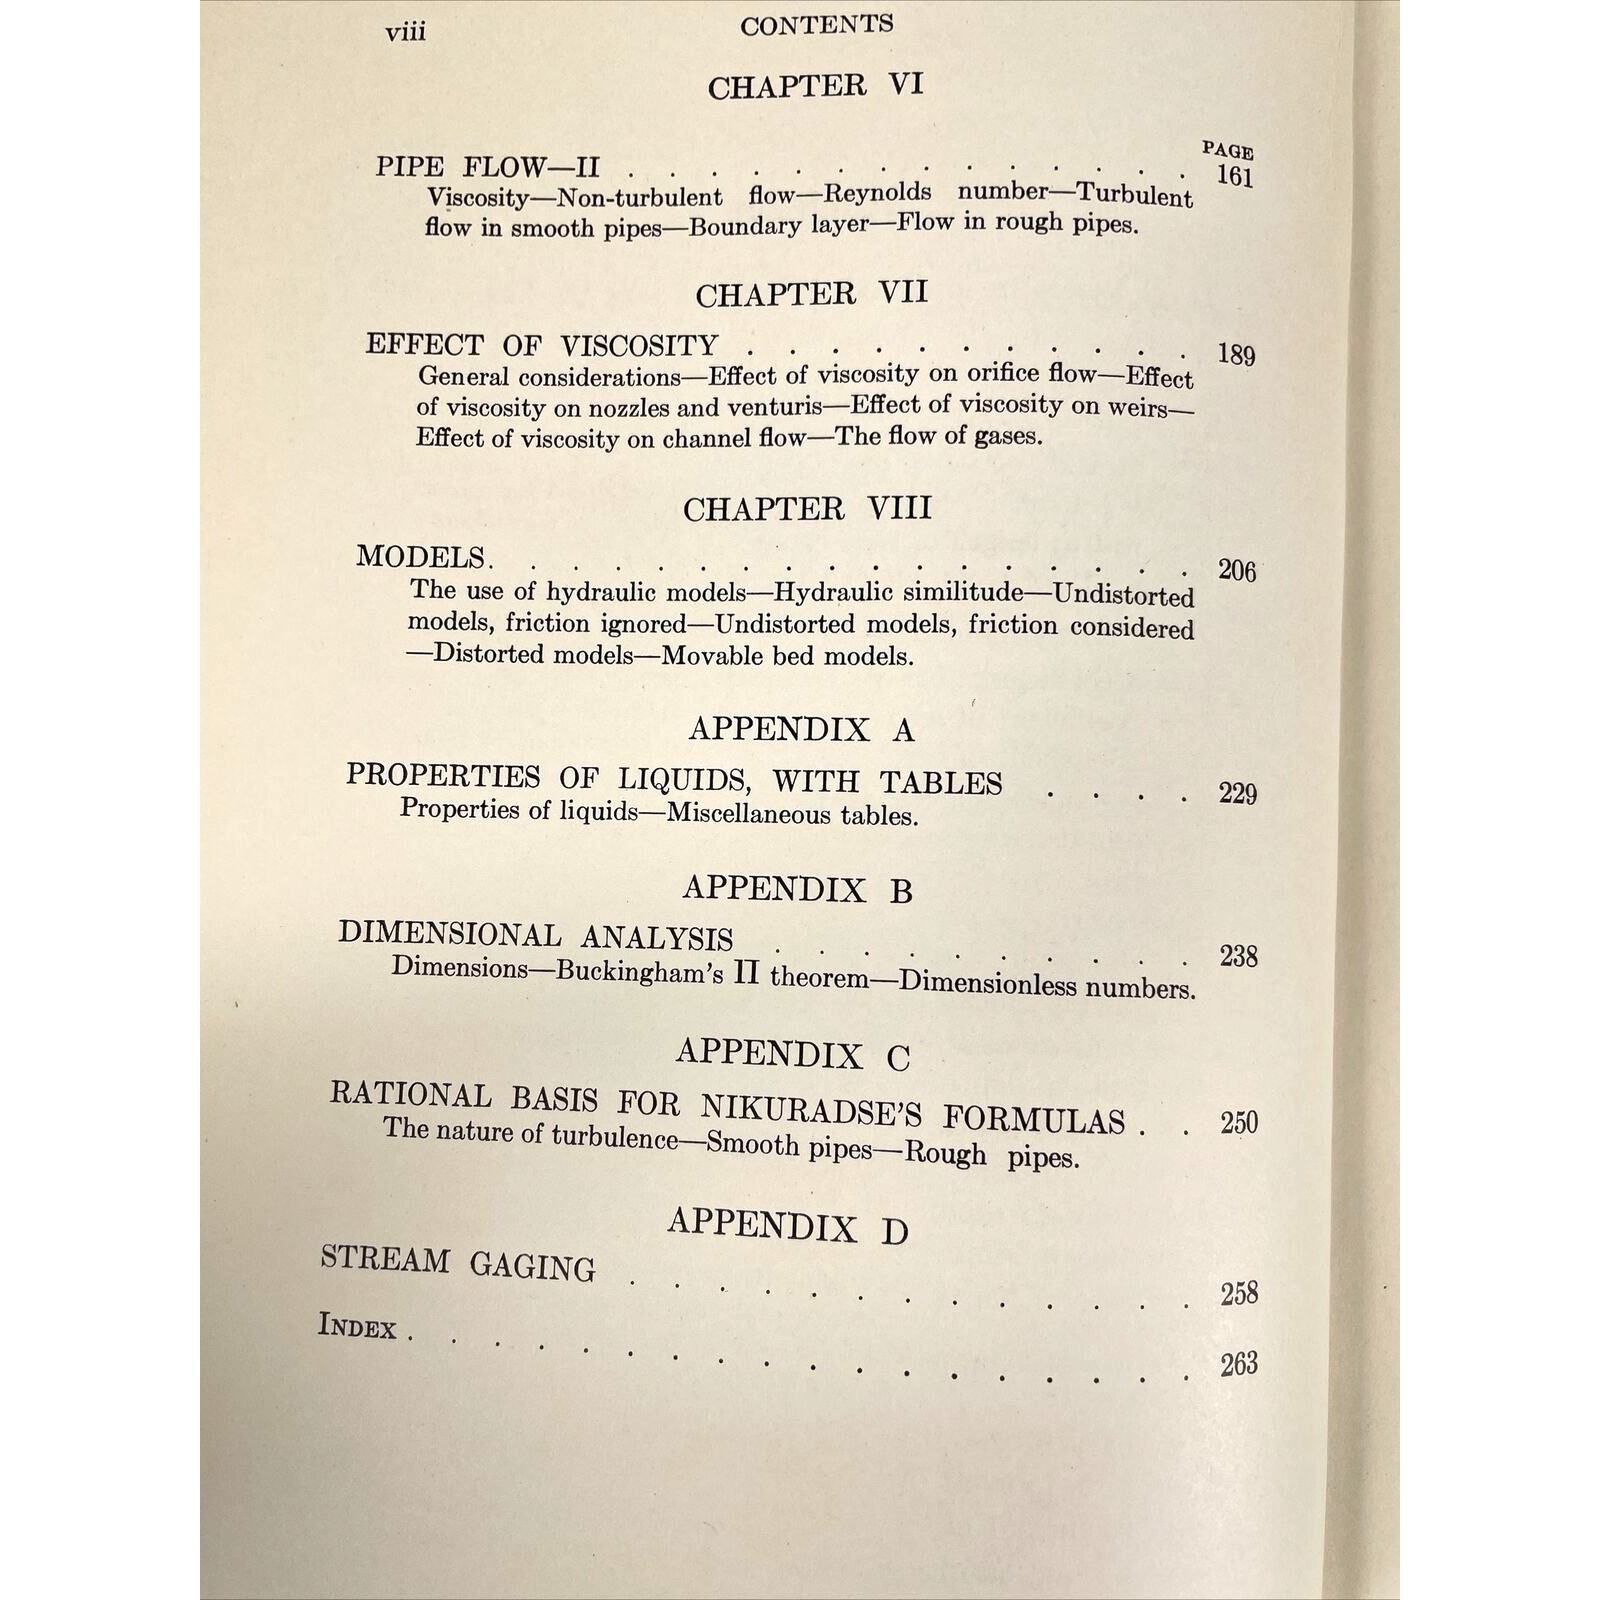 viii CONTENTS
CHAPTER VI
PAGE
PIPE FLOW—II . . . . . . . . . . . . . . 161
Viscosity—Non-turbulent flow—Reynolds number—Turbulent
flow in smooth pipes—Boundary layer—Flow in rough pipes.
CHAPTER VII
EFFECT OF VISCOSITY . . . . . . . . . . . 189
General considerations—Effect of viscosity on orifice flow—Effect
of viscosity on nozzles and venturis—Effect of viscosity on weirs—
Effect of viscosity on channel flow—The flow of gases.
CHAPTER VIII
MODELS. . . . . . . . . . . . . . . . . 206
The use of hydraulic models—Hydraulic similitude—Undistorted
models, friction ignored—Undistorted models, friction considered
—Distorted models—Movable bed models.
APPENDIX A
PROPERTIES OF LIQUIDS, WITH TABLES . . . . 229
Properties of liquids—Miscellaneous tables.
APPENDIX B
DIMENSIONAL ANALYSIS . . . . . . . . . . 238
Dimensions—Buckingham's Π theorem—Dimensionless numbers.
APPENDIX C
RATIONAL BASIS FOR NIKURADSE'S FORMULAS . . 250
The nature of turbulence—Smooth pipes—Rough pipes.
APPENDIX D
STREAM GAGING . . . . . . . . . . . . . 258
INDEX . . . . . . . . . . . . . . . . . . 263